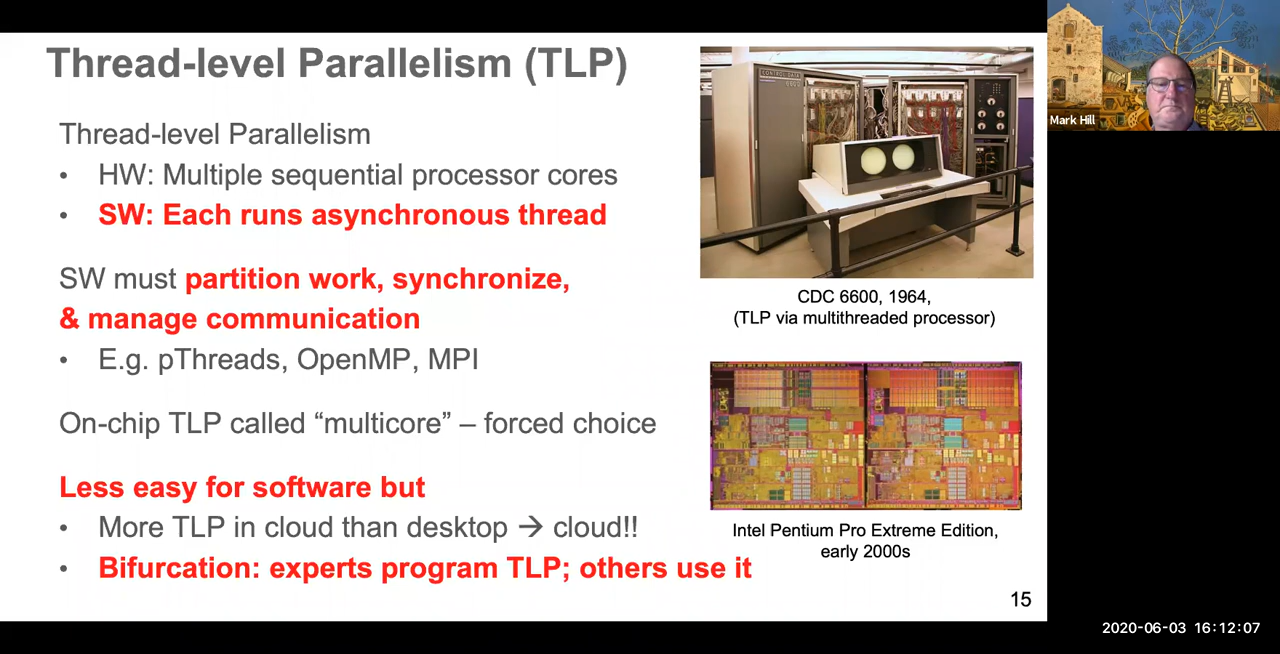 Thread-level Parallelism (TLP)
Thread-level Parallelism
• HW: Multiple sequential processor cores
• SW: Each runs asynchronous thread
SW must partition work, synchronize,
& manage communication
• E.g. pThreads, OpenMP, MPI
On-chip TLP called “multicore” – forced choice
Less easy for software but
• More TLP in cloud than desktop → cloud!!
• Bifurcation: experts program TLP; others use it
CONTROL DATA
6600
CDC 6600, 1964,
(TLP via multithreaded processor)
Intel Pentium Pro Extreme Edition,
early 2000s
15
Mark Hill
2020-06-03 16:12:07